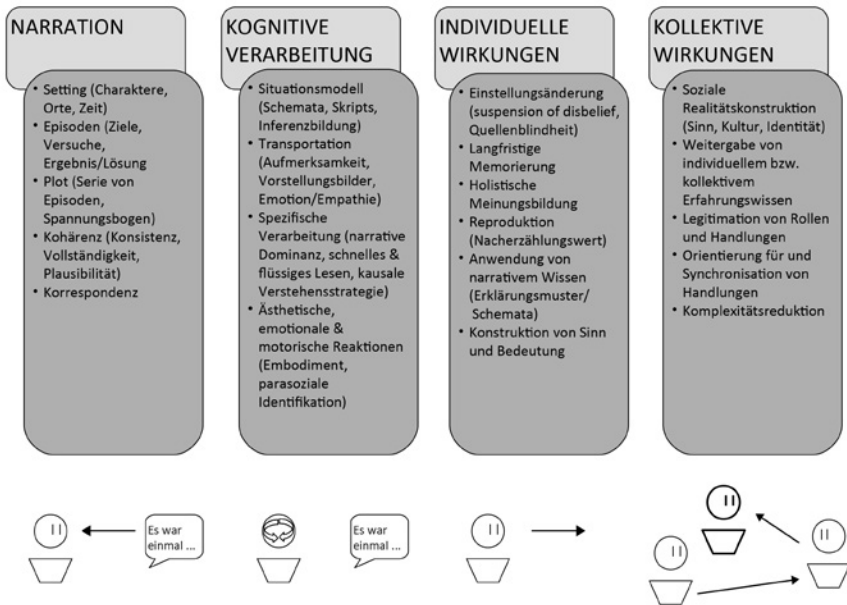 NARRATION
• Setting (Charaktere,
Orte, Zeit)
• Episoden (Ziele,
Versuche,
Ergebnis/Lösung
• Plot (Serie von
Episoden,
Spannungsbogen)
• Kohärenz (Konsistenz,
Vollständigkeit,
Plausibilität)
• Korrespondenz
KOGNITIVE
VERARBEITUNG
• Situationsmodell
(Schemata, Skripts,
Inferenzbildung)
• Transportation
(Aufmerksamkeit,
Vorstellungsbilder,
Emotion/Empathie)
• Spezifische
Verarbeitung (narrative
Dominanz, schnelles &
flüssiges Lesen, kausale
Verstehensstrategie)
• Ästhetische,
emotionale &
motorische Reaktionen
(Embodiment,
parasoziale
Identifikation)
INDIVIDUELLE
WIRKUNGEN
• Einstellungsänderung
(suspension of disbelief,
Quellenblindheit)
• Langfristige
Memorierung
• Holistische
Meinungsbildung
• Reproduktion
(Nacherzählungswert)
• Anwendung von
narrativem Wissen
(Erklärungsmuster/
Schemata)
• Konstruktion von Sinn
und Bedeutung
KOLLEKTIVE
WIRKUNGEN
• Soziale
Realitätskonstruktion
(Sinn, Kultur, Identität)
• Weitergabe von
individuellem bzw.
kollektivem
Erfahrungswissen
• Legitimation von Rollen
und Handlungen
• Orientierung für und
Synchronisation von
Handlungen
• Komplexitätsreduktion
Es war
einmal ...
Es war
einmal ...